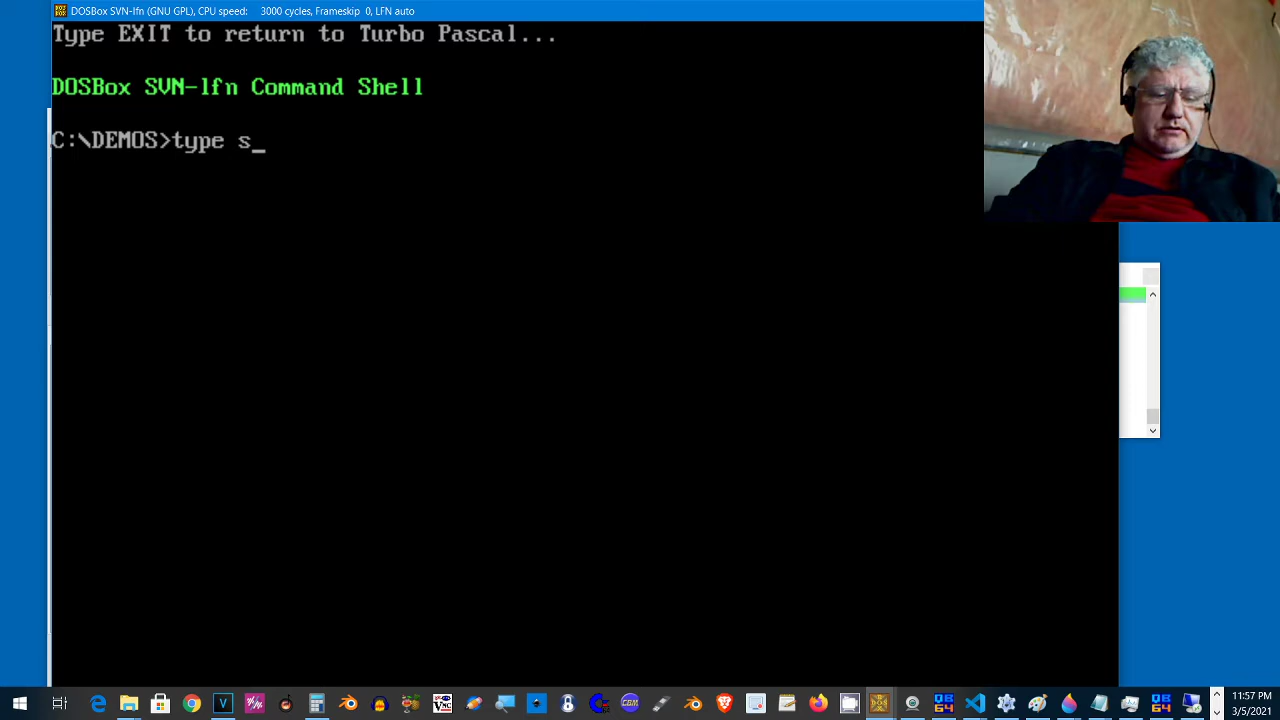 DOSBox SVN-lfn (GNU GPL), CPU speed: 3000 cycles, Frameskip 0, LFN auto
Type EXIT to return to Turbo Pascal...
DOSBox SVN-lfn Command Shell
C:\DEMOS>type s_
11:57 PM
3/5/2021